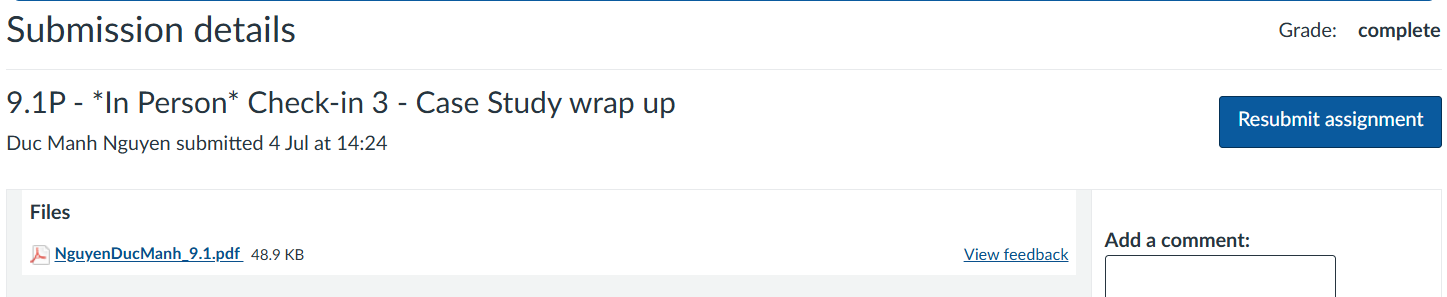 Submission details
Grade: complete
9.1P - *In Person* Check-in 3 - Case Study wrap up
Resubmit assignment
Duc Manh Nguyen submitted 4 Jul at 14:24
Files
NguyenDucManh_9.1.pdf 48.9 KB
View feedback
Add a comment: